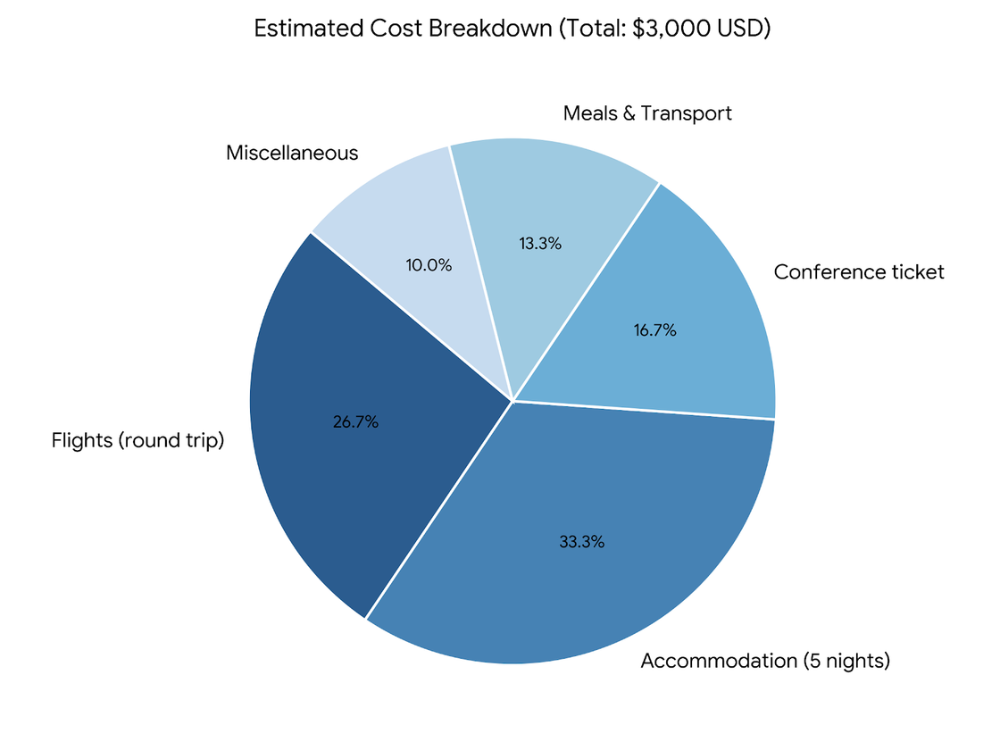 Estimated Cost Breakdown (Total: $3,000 USD)
Meals & Transport
Miscellaneous
13.3%
10.0%
Conference ticket
16.7%
26.7%
Flights (round trip)
33.3%
Accommodation (5 nights)